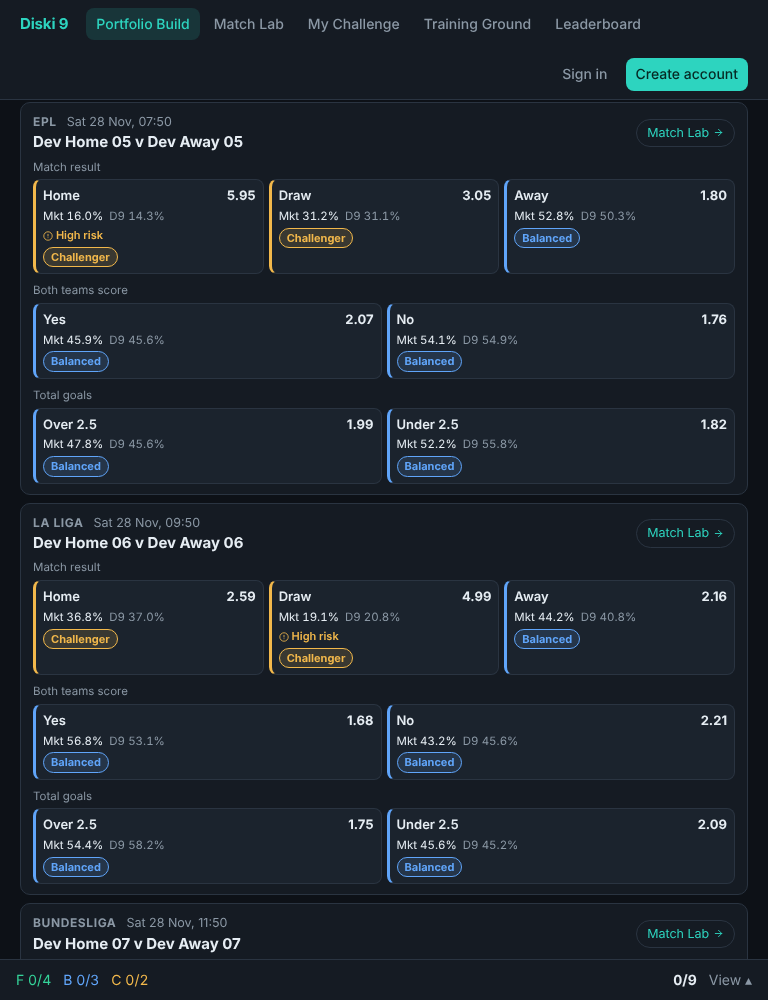 Diski 9 Portfolio Build Match Lab My Challenge Training Ground Leaderboard
Sign in Create account
EPL Sat 28 Nov, 07:50
Dev Home 05 v Dev Away 05
Match Lab →
Match result
Home 5.95 Draw 3.05 Away 1.80
Mkt 16.0% D9 14.3% Mkt 31.2% D9 31.1% Mkt 52.8% D9 50.3%
High risk
Challenger Challenger Balanced
Both teams score
Yes 2.07 No 1.76
Mkt 45.9% D9 45.6% Mkt 54.1% D9 54.9%
Balanced Balanced
Total goals
Over 2.5 1.99 Under 2.5 1.82
Mkt 47.8% D9 45.6% Mkt 52.2% D9 55.8%
Balanced Balanced
LA LIGA Sat 28 Nov, 09:50
Dev Home 06 v Dev Away 06
Match Lab →
Match result
Home 2.59 Draw 4.99 Away 2.16
Mkt 36.8% D9 37.0% Mkt 19.1% D9 20.8% Mkt 44.2% D9 40.8%
Challenger High risk Balanced
Challenger
Both teams score
Yes 1.68 No 2.21
Mkt 56.8% D9 53.1% Mkt 43.2% D9 45.6%
Balanced Balanced
Total goals
Over 2.5 1.75 Under 2.5 2.09
Mkt 54.4% D9 58.2% Mkt 45.6% D9 45.2%
Balanced Balanced
BUNDESLIGA Sat 28 Nov, 11:50
Dev Home 07 v Dev Away 07
Match Lab →
F 0/4 B 0/3 C 0/2 0/9 View ▴